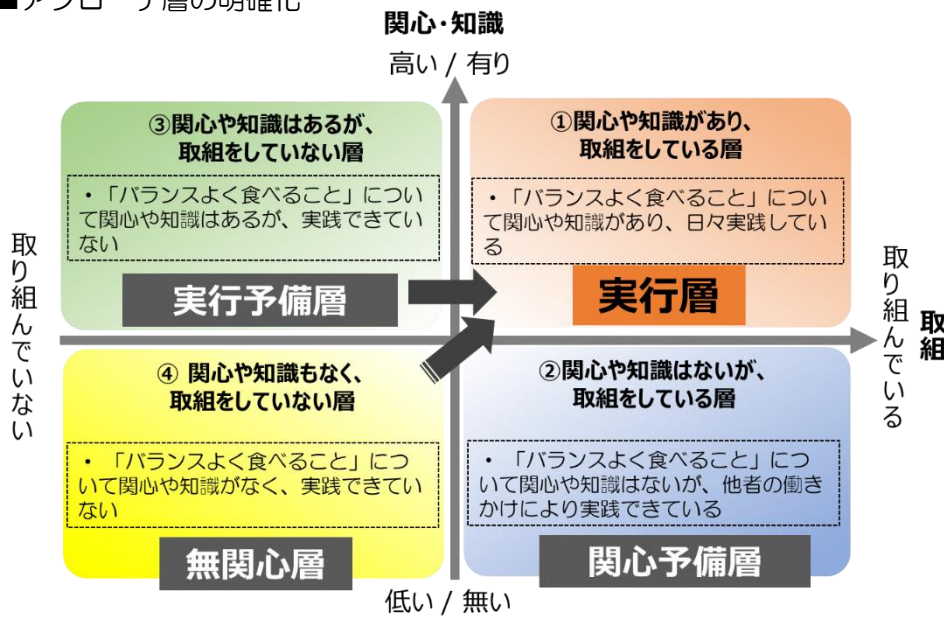 ■アプローチ層の明確化
関心・知識
高い / 有り
③関心や知識はあるが、
取組をしていない層
・「バランスよく食べること」につい
て関心や知識はあるが、実践できてい
ない
実行予備層
①関心や知識があり、
取組をしている層
・「バランスよく食べること」につい
て関心や知識があり、日々実践してい
る
実行層
取り組んでいない
取り組んでいる
取組
④ 関心や知識もなく、
取組をしていない層
・「バランスよく食べること」につ
いて関心や知識がなく、実践できてい
ない
無関心層
②関心や知識はないが、
取組をしている層
・「バランスよく食べること」につ
いて関心や知識はないが、他者の働き
かけにより実践できている
関心予備層
低い / 無い